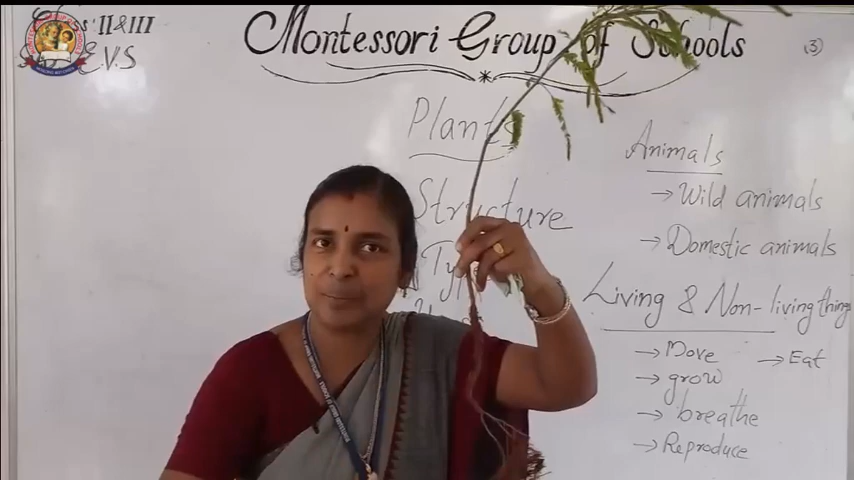 Class: II & III
E.V.S
Montessori Group of Schools
(3)
Plants
Structure
Animals
→ Wild animals
→ Domestic animals
Living & Non-living things
→ Move → Eat
→ grow
→ breathe
→ Reproduce